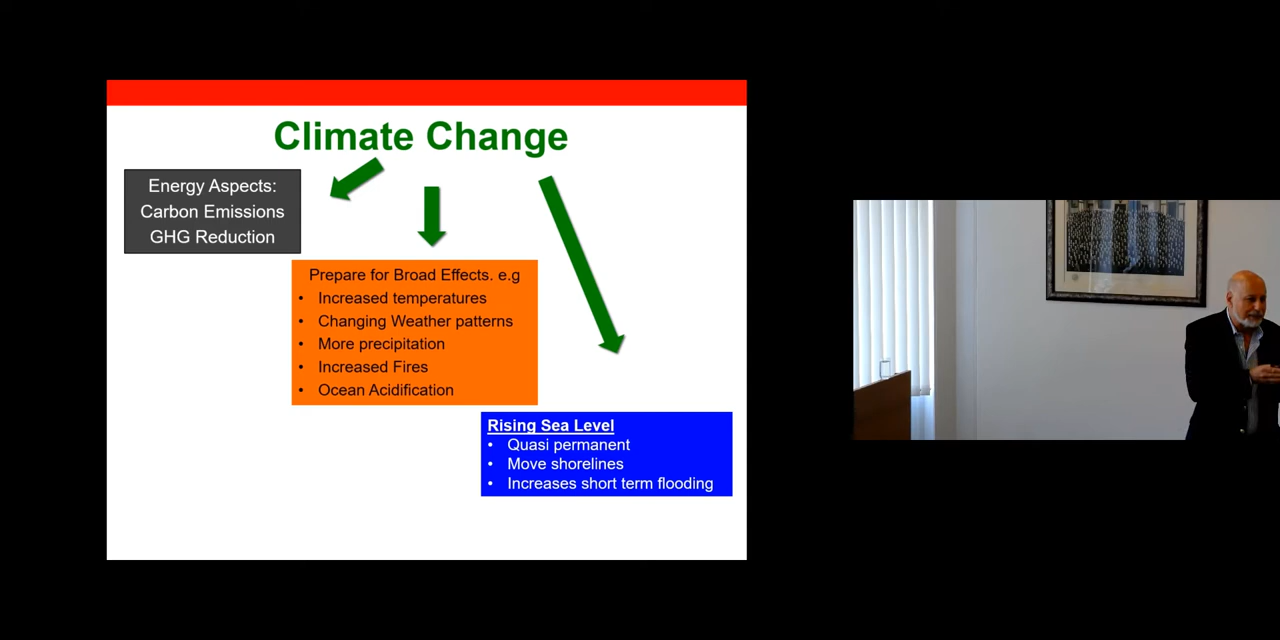 Climate Change
Energy Aspects:
Carbon Emissions
GHG Reduction
Prepare for Broad Effects. e.g
• Increased temperatures
• Changing Weather patterns
• More precipitation
• Increased Fires
• Ocean Acidification
Rising Sea Level
• Quasi permanent
• Move shorelines
• Increases short term flooding